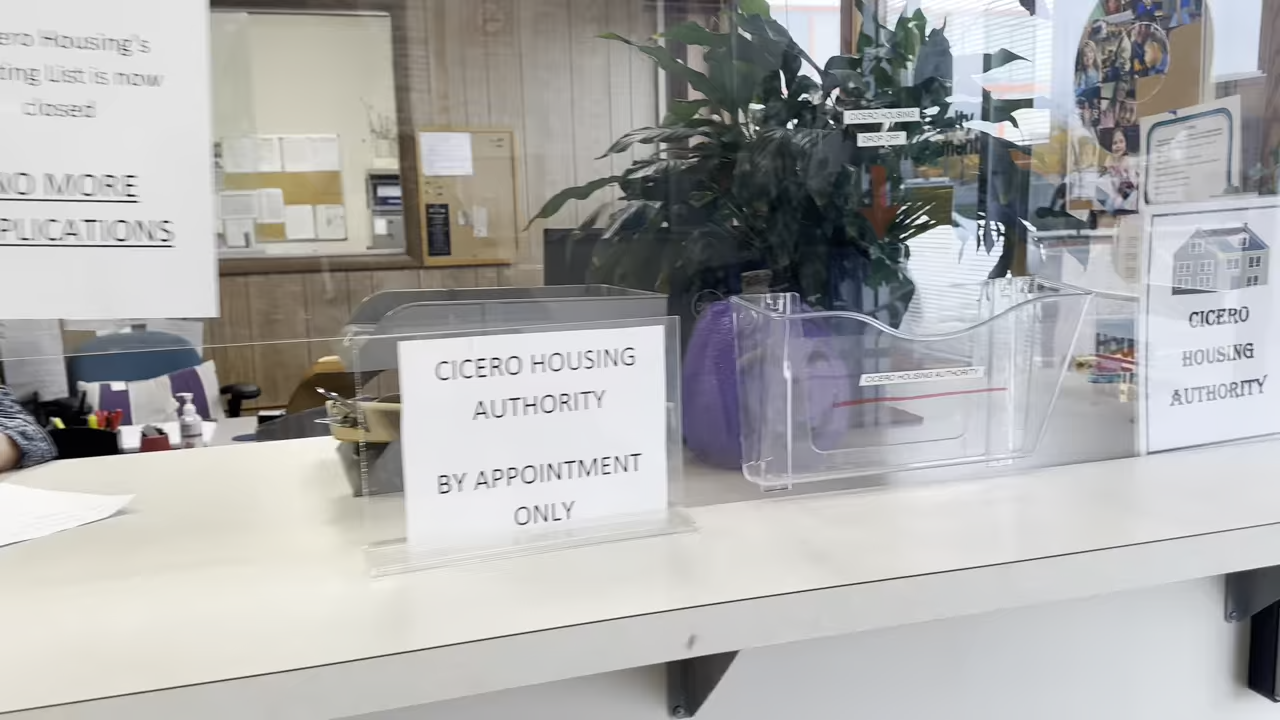 ero Housing's
ting List is now
closed
NO MORE
PLICATIONS
CICERO HOUSING
AUTHORITY
BY APPOINTMENT
ONLY
CICERO HOUSING
DROP OFF
CICERO HOUSING AUTHORITY
CICERO
HOUSING
AUTHORITY